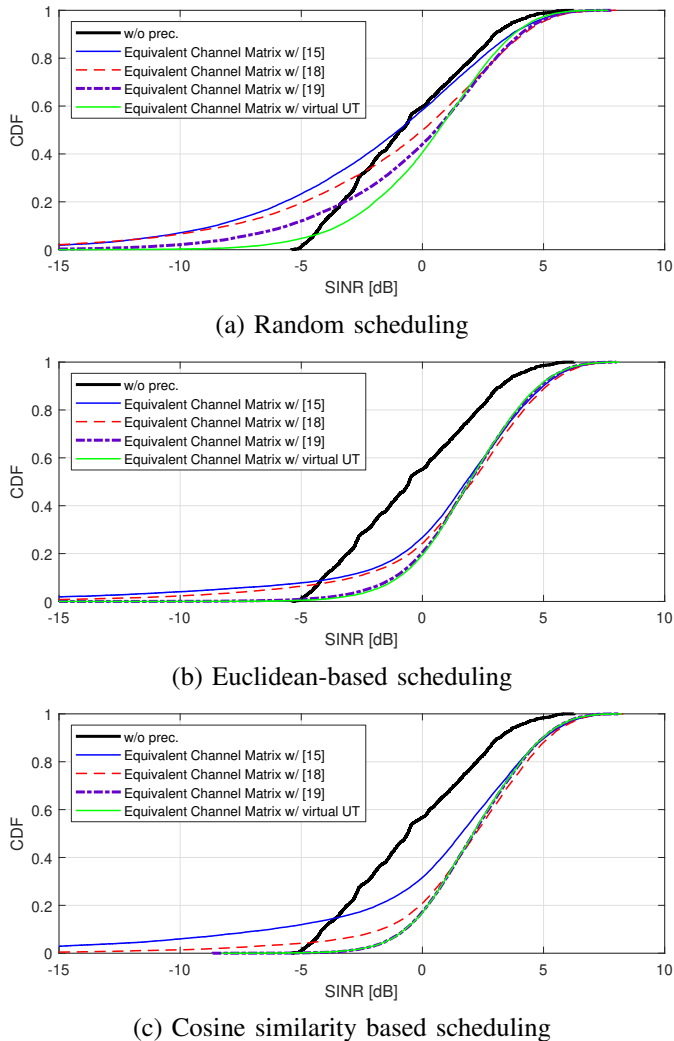 1
0.8
0.6
0.4
0.2
0
CDF
w/o prec.
Equivalent Channel Matrix w/ [15]
Equivalent Channel Matrix w/ [18]
Equivalent Channel Matrix w/ [19]
Equivalent Channel Matrix w/ virtual UT
-15 -10 -5 0 5 10
SINR [dB]
(a) Random scheduling
1
0.8
0.6
0.4
0.2
0
CDF
w/o prec.
Equivalent Channel Matrix w/ [15]
Equivalent Channel Matrix w/ [18]
Equivalent Channel Matrix w/ [19]
Equivalent Channel Matrix w/ virtual UT
-15 -10 -5 0 5 10
SINR [dB]
(b) Euclidean-based scheduling
1
0.8
0.6
0.4
0.2
0
CDF
w/o prec.
Equivalent Channel Matrix w/ [15]
Equivalent Channel Matrix w/ [18]
Equivalent Channel Matrix w/ [19]
Equivalent Channel Matrix w/ virtual UT
-15 -10 -5 0 5 10
SINR [dB]
(c) Cosine similarity based scheduling